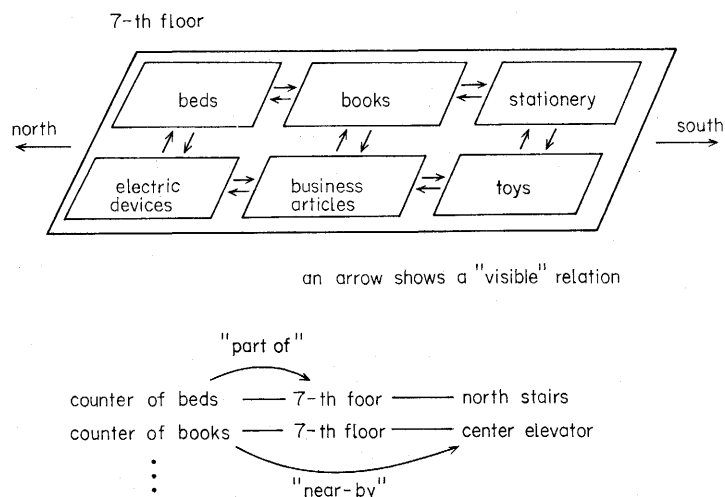 7-th floor
beds
books
stationery
north
south
electric
devices
business
articles
toys
an arrow shows a "visible" relation
"part of"
counter of beds — 7-th foor — north stairs
counter of books — 7-th floor — center elevator
"near-by"